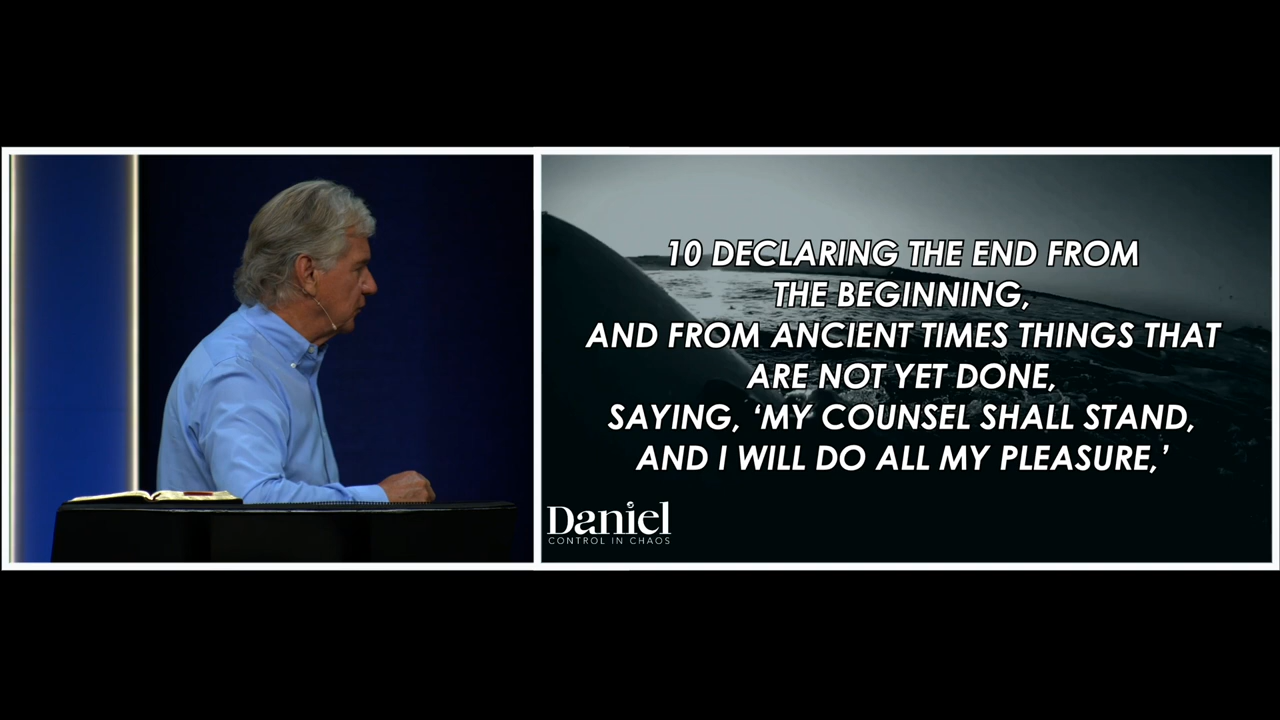 10 DECLARING THE END FROM
THE BEGINNING,
AND FROM ANCIENT TIMES THINGS THAT
ARE NOT YET DONE,
SAYING, ‘MY COUNSEL SHALL STAND,
AND I WILL DO ALL MY PLEASURE,’
Daniel
CONTROL IN CHAOS